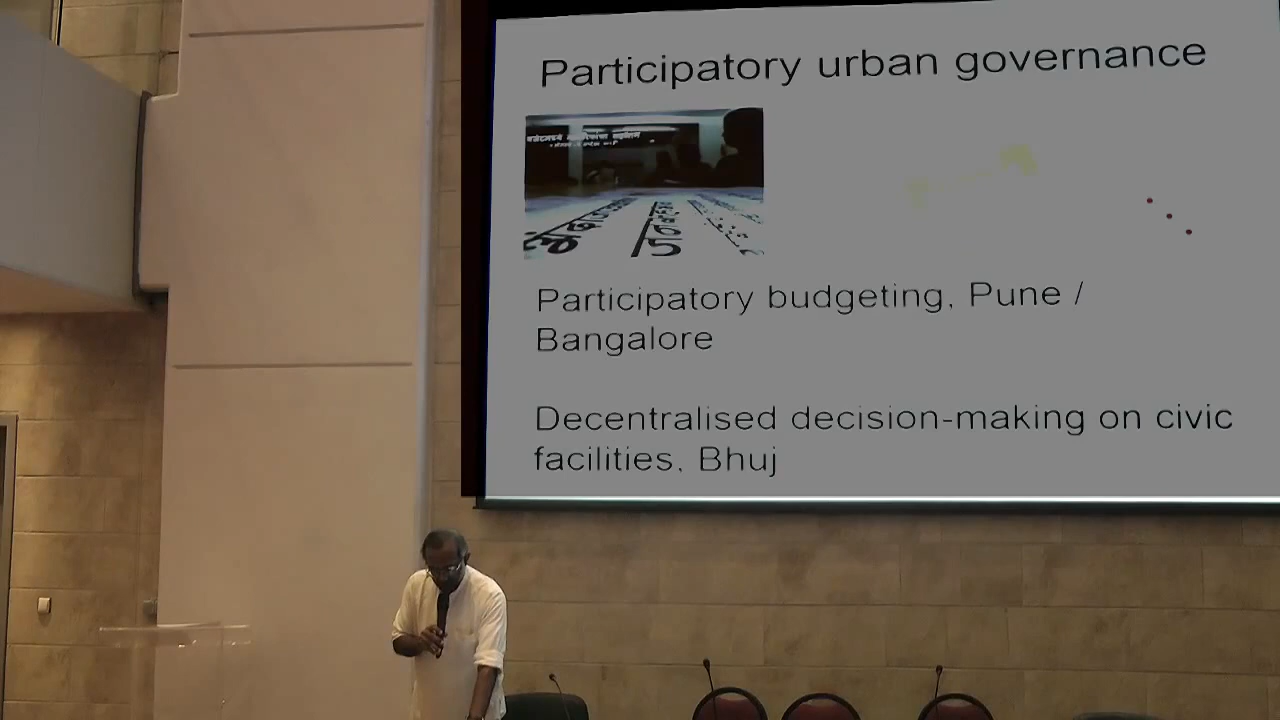 Participatory urban governance
Participatory budgeting, Pune /
Bangalore
Decentralised decision-making on civic
facilities, Bhuj